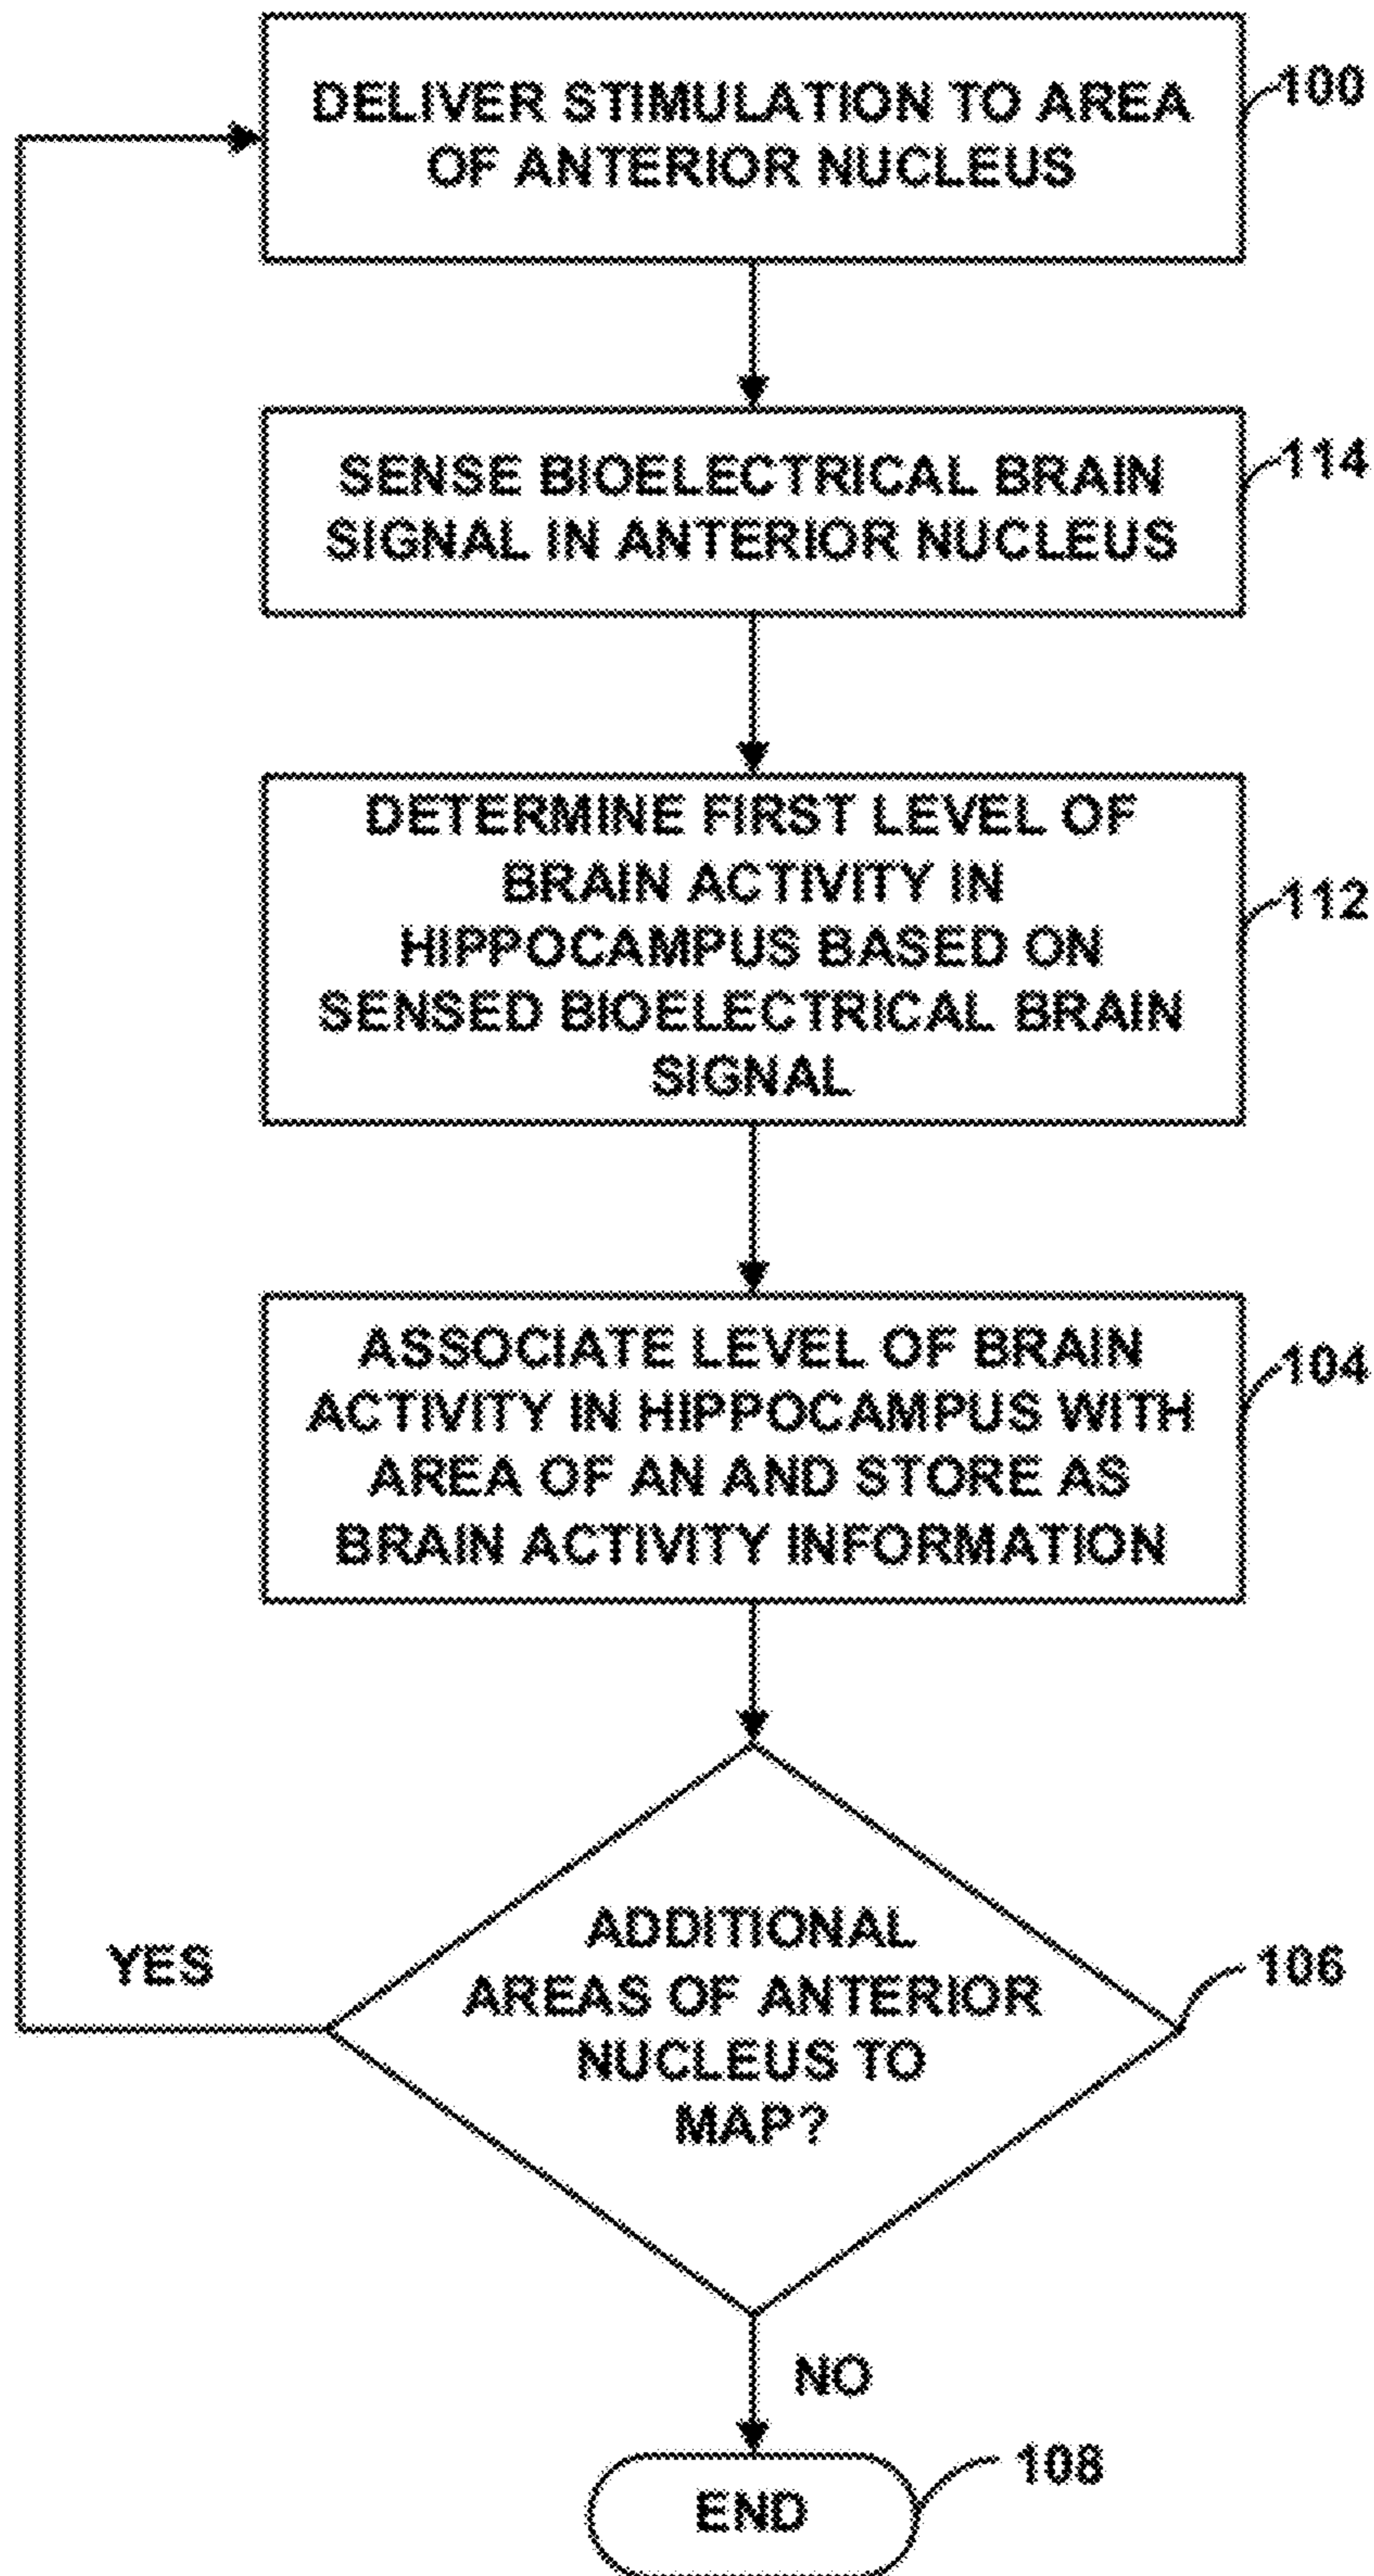 DELIVER STIMULATION TO AREA
OF ANTERIOR NUCLEUS
100
SENSE BIOELECTRICAL BRAIN
SIGNAL IN ANTERIOR NUCLEUS
114
DETERMINE FIRST LEVEL OF
BRAIN ACTIVITY IN
HIPPOCAMPUS BASED ON
SENSED BIOELECTRICAL BRAIN
SIGNAL
112
ASSOCIATE LEVEL OF BRAIN
ACTIVITY IN HIPPOCAMPUS WITH
AREA OF AN AND STORE AS
BRAIN ACTIVITY INFORMATION
104
ADDITIONAL
AREAS OF ANTERIOR
NUCLEUS TO
MAP?
106
YES
NO
END
108